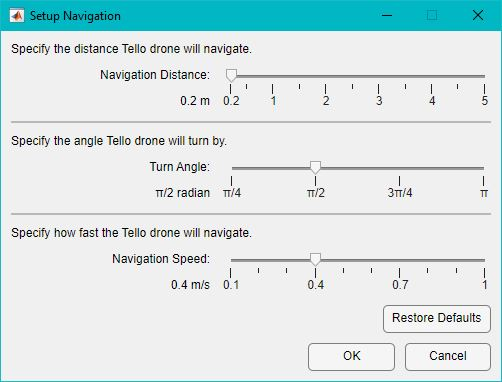 Setup Navigation
Specify the distance Tello drone will navigate.
Navigation Distance:
0.2 m
0.2 1 2 3 4 5
Specify the angle Tello drone will turn by.
Turn Angle:
π/2 radian
π/4 π/2 3π/4 π
Specify how fast the Tello drone will navigate.
Navigation Speed:
0.4 m/s
0.1 0.4 0.7 1
Restore Defaults
OK Cancel